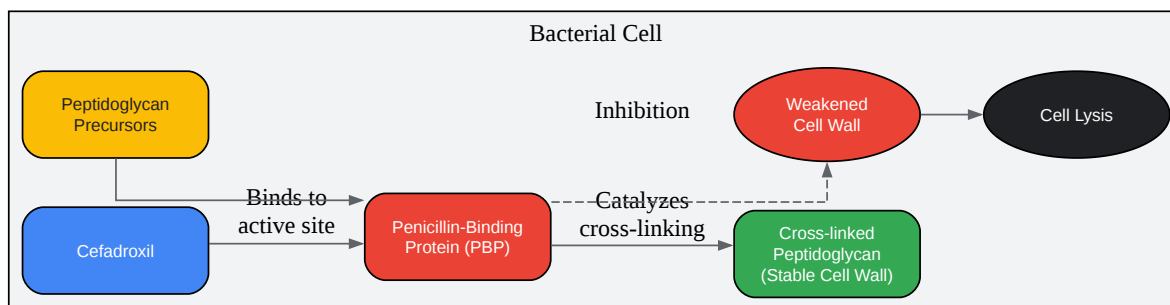 Bacterial Cell
Peptidoglycan
Precursors
Inhibition
Weakened
Cell Wall
Cell Lysis
Binds to
active site
Cefadroxil
Penicillin-Binding
Protein (PBP)
Catalyzes
cross-linking
Cross-linked
Peptidoglycan
(Stable Cell Wall)